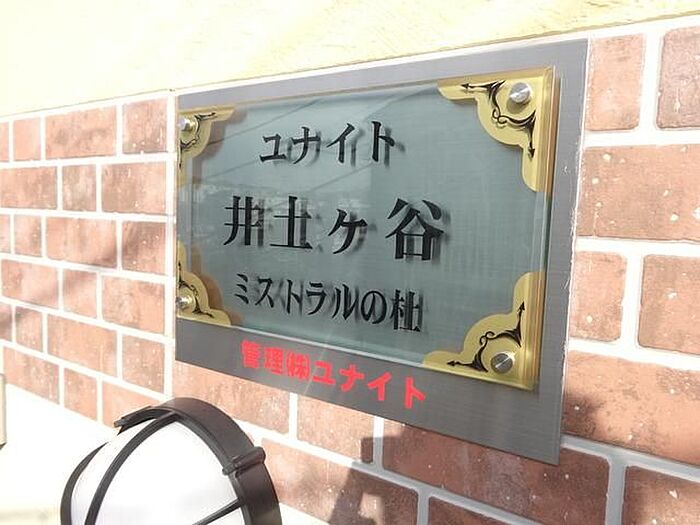 ユナイト
井土ヶ谷
ミストラルの杜
管理㈱ユナイト